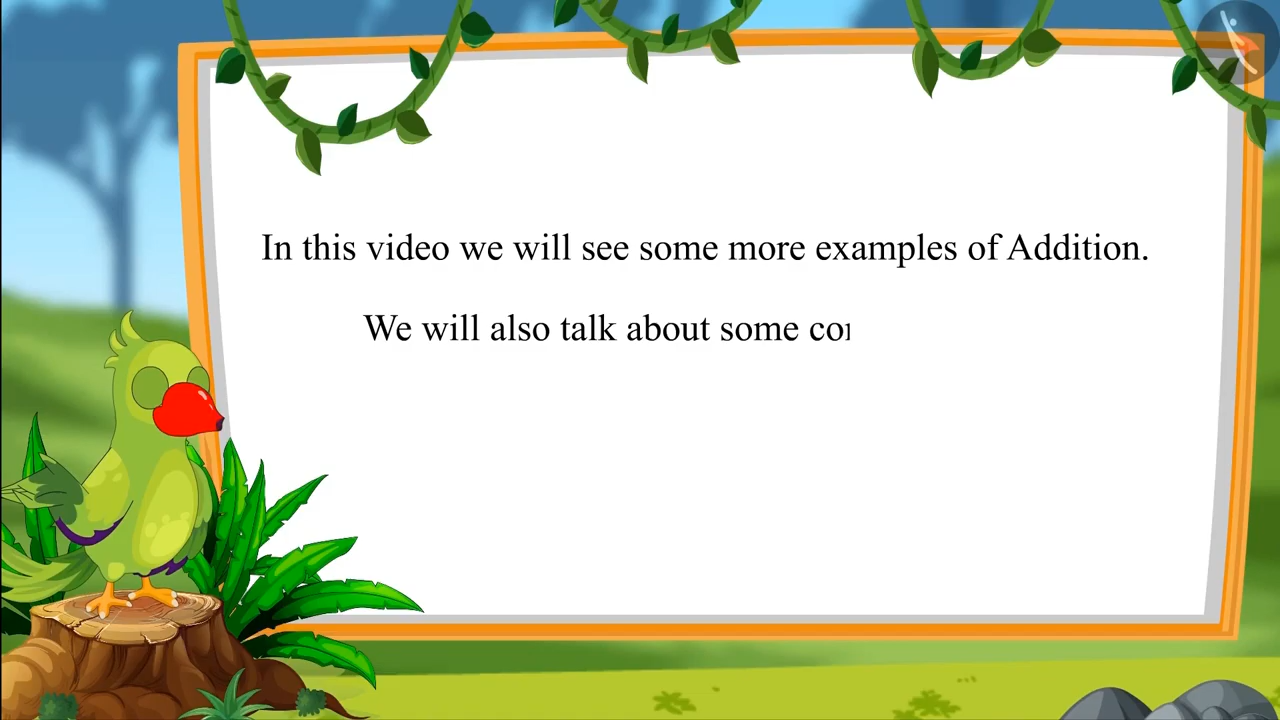 In this video we will see some more examples of Addition.
We will also talk about some